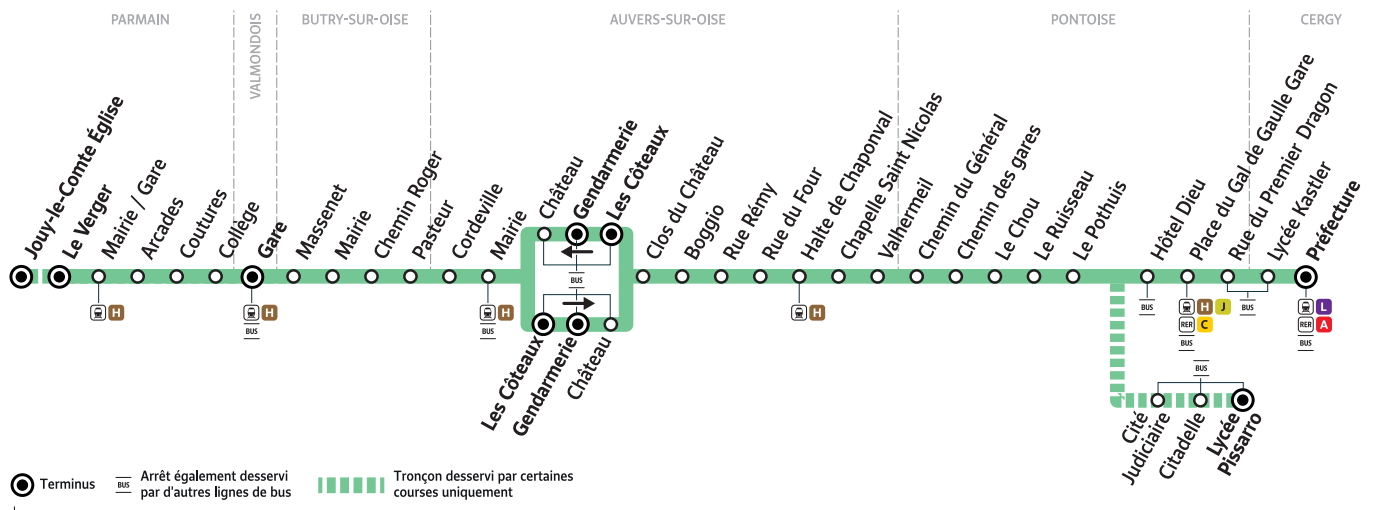 PARMAIN
VALMONDOIS
BUTRY-SUR-OISE
AUVERS-SUR-OISE
PONTOISE
CERGY
Jouy-le-Comte Église
Le Verger
Mairie / Gare
H
Arcades
Coutures
Collège
Gare
H
BUS
Massenet
Mairie
Chemin Roger
Pasteur
Cordeville
Mairie
H
BUS
Château
Gendarmerie
Les Côteaux
BUS
Les Côteaux
Gendarmerie
Château
Clos du Château
Boggio
Rue Rémy
Rue du Four
Halte de Chaponval
H
Chapelle Saint Nicolas
Valhermeil
Chemin du Général
Chemin des gares
Le Chou
Le Ruisseau
Le Pothuis
Hôtel Dieu
BUS
Place du Gal de Gaulle Gare
H J
RER C
BUS
Rue du Premier Dragon
Lycée Kastler
BUS
Préfecture
L
RER A
BUS
BUS
Cité
Judiciaire
Citadelle
Lycée
Pissarro
Terminus
BUS
Arrêt également desservi
par d'autres lignes de bus
Tronçon desservi par certaines
courses uniquement